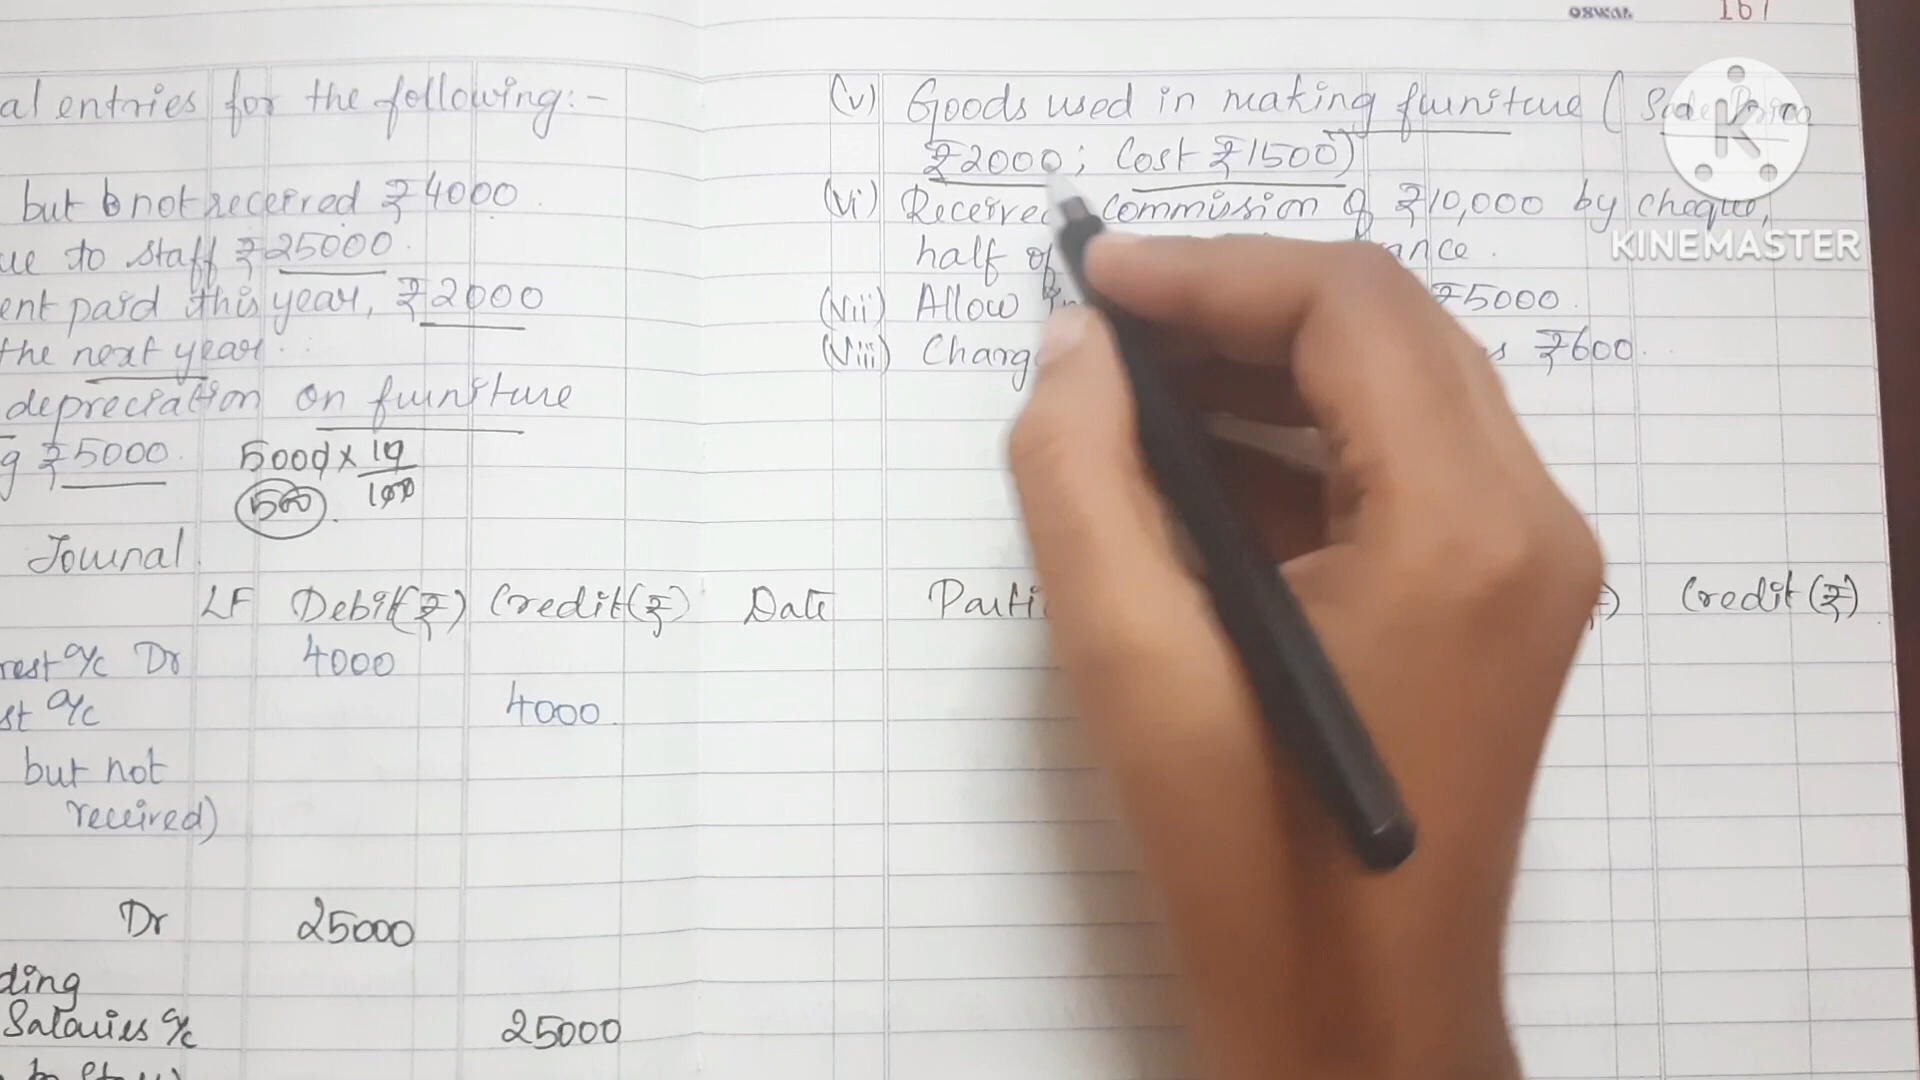 OSWAL 167
al entries for the following:-
but not received ₹4000.
ue to staff ₹25000.
ent paid this year, ₹2000
the next year.
depreciation on furniture
g ₹5000. 5000 x 10
500. 100
Journal
LF Debit(₹) Credit(₹)
rest a/c Dr 4000
st a/c 4000.
but not
received)
Dr 25000
ding
Salaries a/c 25000
(v) Goods used in making furniture (
₹2000; Cost ₹1500)
(vi) Received commission of ₹10,000 by cheque,
half of ance.
(vii) Allow ₹5000.
(viii) Charg ₹600.
Date Parti Credit (₹)
KINEMASTER